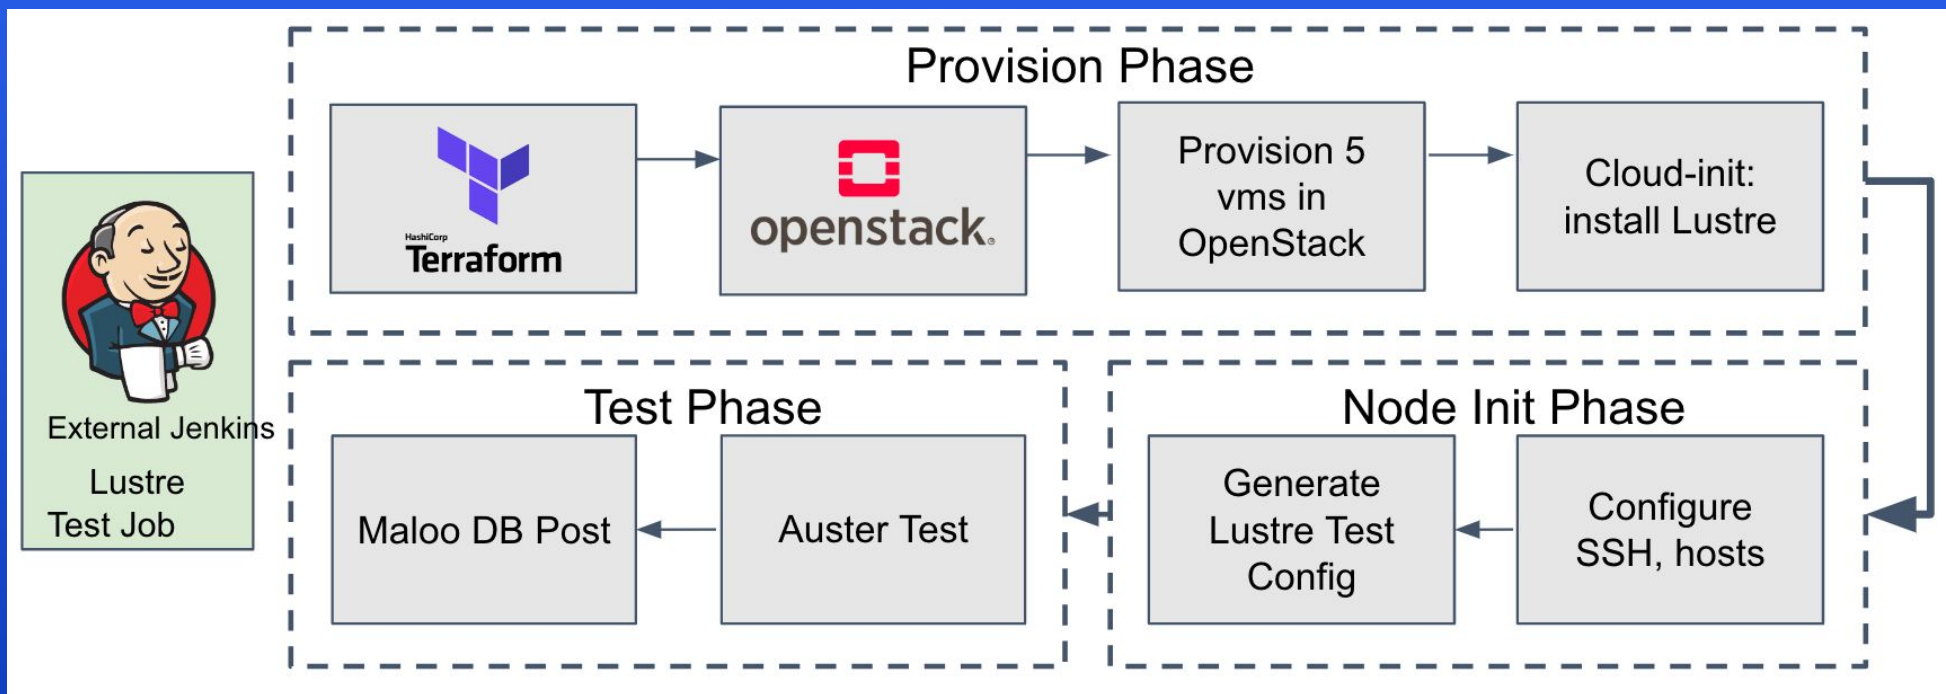 Provision Phase
HashiCorp
Terraform
openstack.
Provision 5
vms in
OpenStack
Cloud-init:
install Lustre
External Jenkins
Lustre
Test Job
Test Phase
Maloo DB Post
Auster Test
Node Init Phase
Generate
Lustre Test
Config
Configure
SSH, hosts